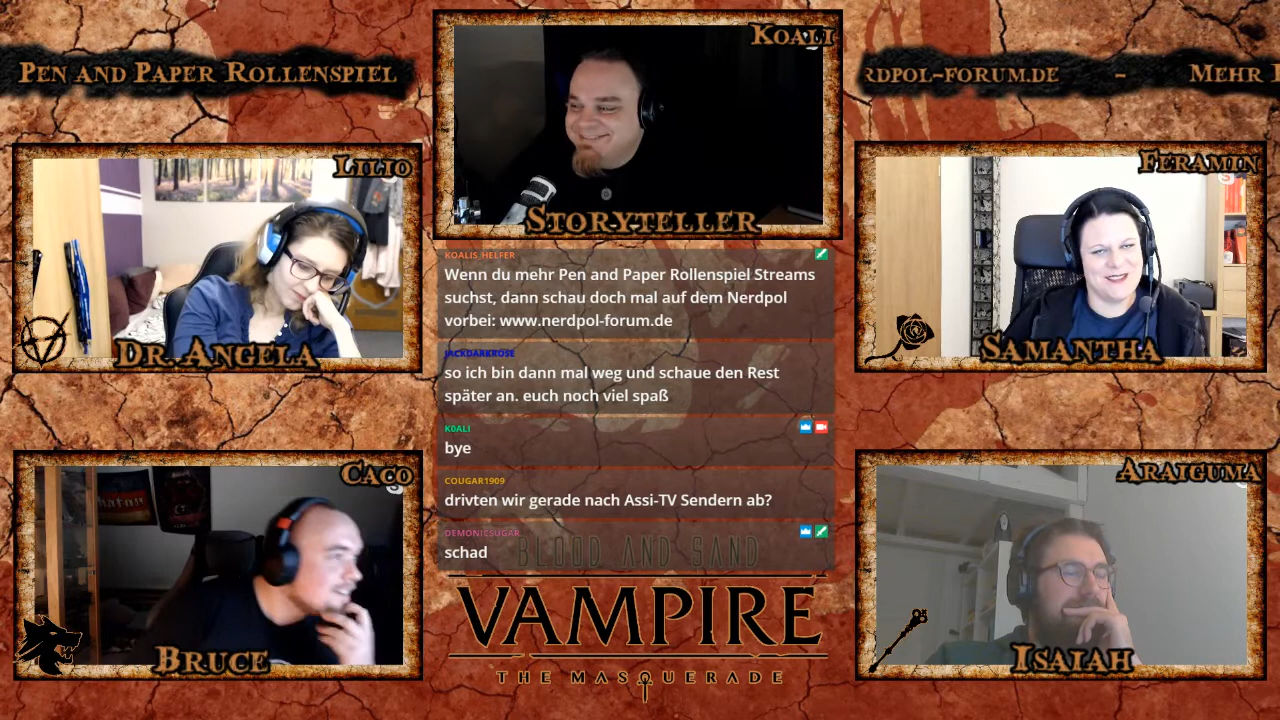 Koali
Pen and Paper Rollenspiel
rdpol-forum.de - Mehr
Lilio
Feramin
Storyteller
KOALIS_HELFER
Wenn du mehr Pen and Paper Rollenspiel Streams
suchst, dann schau doch mal auf dem Nerdpol
vorbei: www.nerdpol-forum.de
Dr. Angela
Samantha
JACKDARKROSE
so ich bin dann mal weg und schaue den Rest
später an. euch noch viel spaß
K0ALI
bye
Caco
Araiguma
COUGAR1909
drivten wir gerade nach Assi-TV Sendern ab?
DEMONICSUGAR
schad
BLOOD AND SAND
VAMPIRE
THE MASQUERADE
Bruce
Isaiah